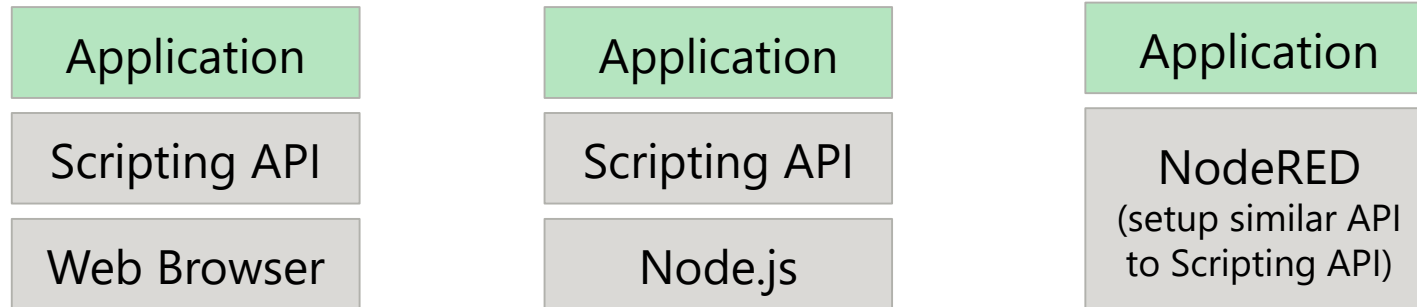 Application
Scripting API
Web Browser
Application
Scripting API
Node.js
Application
NodeRED
(setup similar API
to Scripting API)